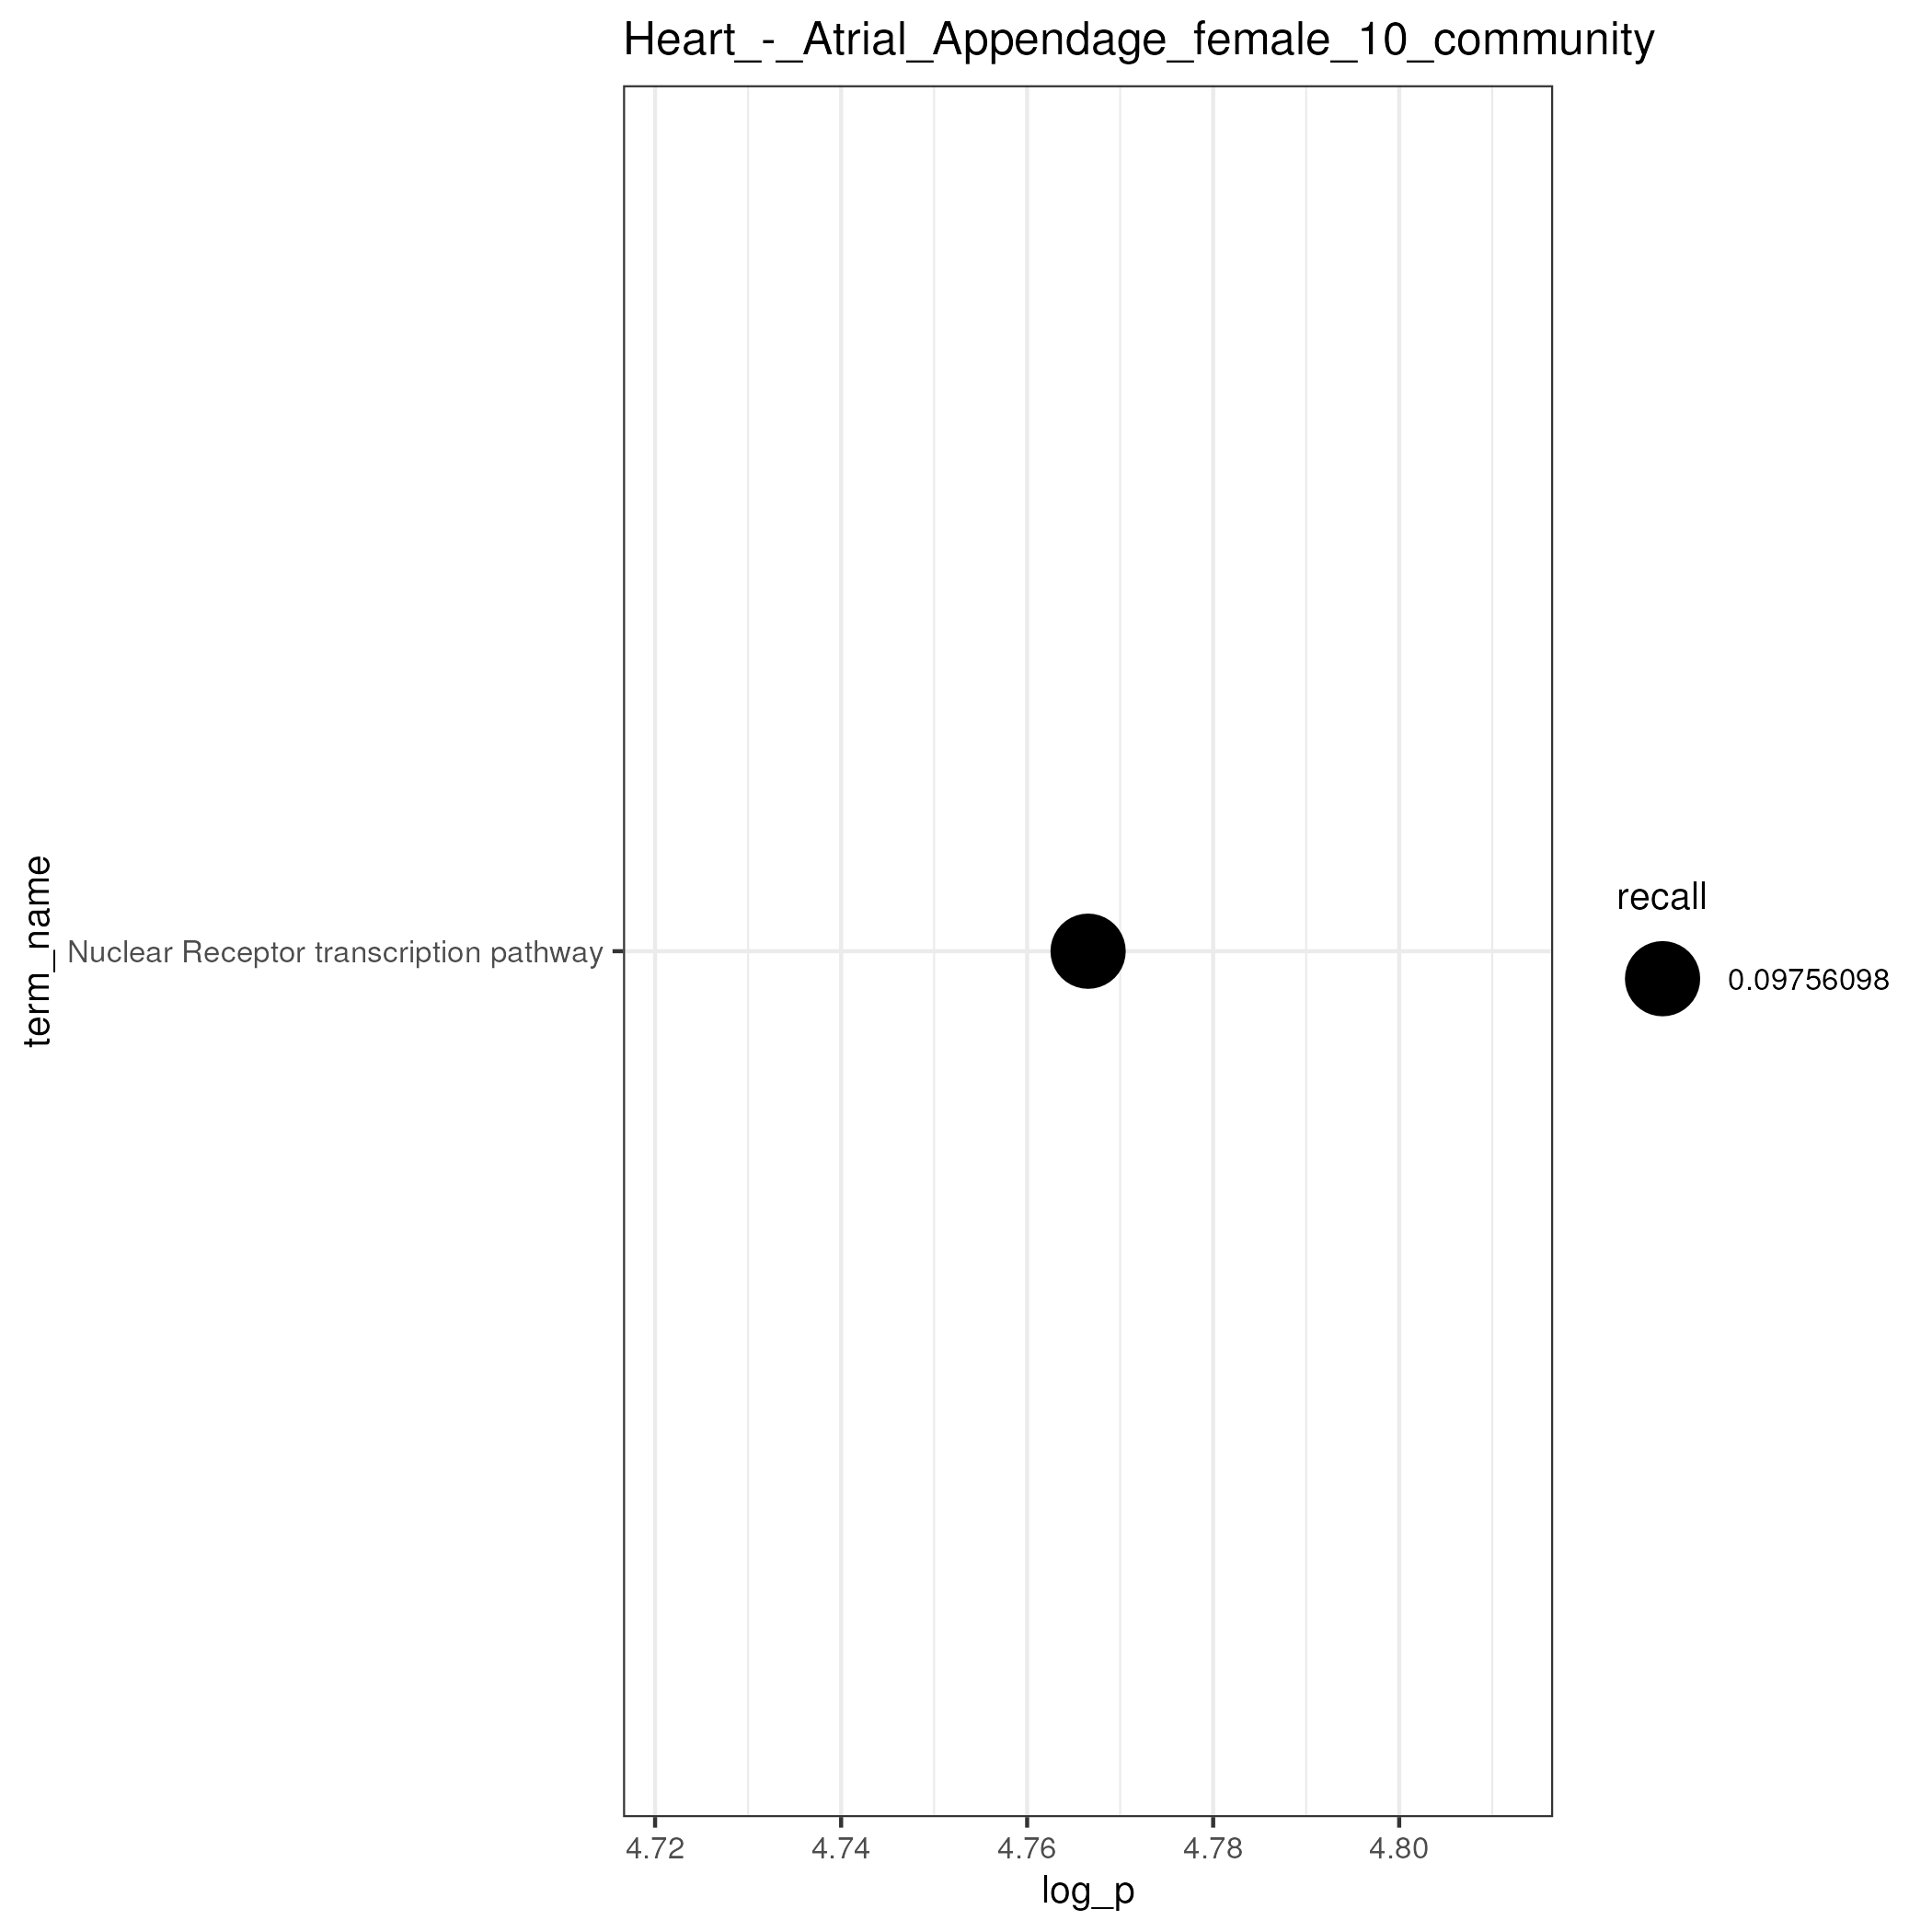 Heart_-_Atrial_Appendage_female_10_community
term_name
Nuclear Receptor transcription pathway
recall
0.09756098
4.72 4.74 4.76 4.78 4.80
log_p